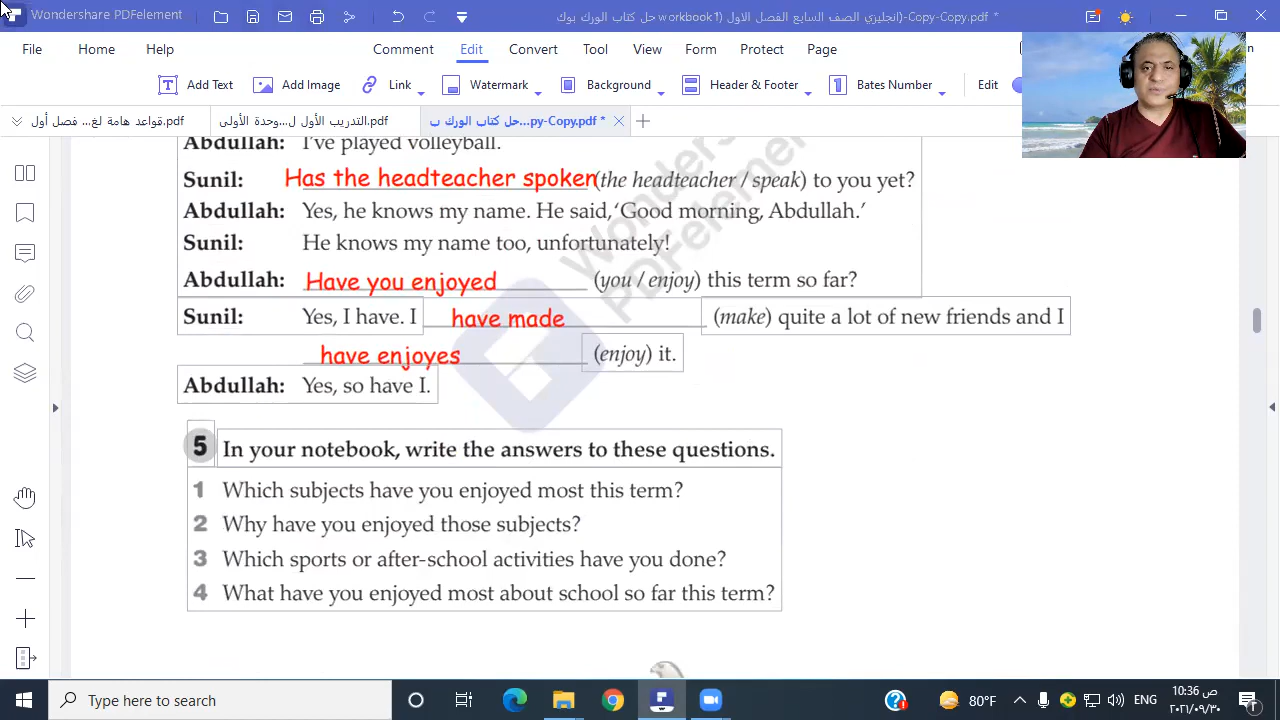 Wondershare PDFelement
انجليزي الصف السابع الفصل الاول (workbook1 حل كتاب الورك بوك)-Copy-Copy.pdf *
File Home Help Comment Edit Convert Tool View Form Protect Page
Add Text Add Image Link Watermark Background Header & Footer Bates Number Edit
قواعد هامة لغ... فصل أول.pdf التدريب الأول ل...وحدة الأولى.pdf حل كتاب الورك ب...py-Copy.pdf *
Abdullah: I've played volleyball.
Sunil: Has the headteacher spoken (the headteacher / speak) to you yet?
Abdullah: Yes, he knows my name. He said, ‘Good morning, Abdullah.’
Sunil: He knows my name too, unfortunately!
Abdullah: Have you enjoyed (you / enjoy) this term so far?
Sunil: Yes, I have. I have made (make) quite a lot of new friends and I
have enjoyes (enjoy) it.
Abdullah: Yes, so have I.
5 In your notebook, write the answers to these questions.
1 Which subjects have you enjoyed most this term?
2 Why have you enjoyed those subjects?
3 Which sports or after-school activities have you done?
4 What have you enjoyed most about school so far this term?
Type here to search
80°F ENG 10:36 ص
٢٠٢١/٠٩/٣٠